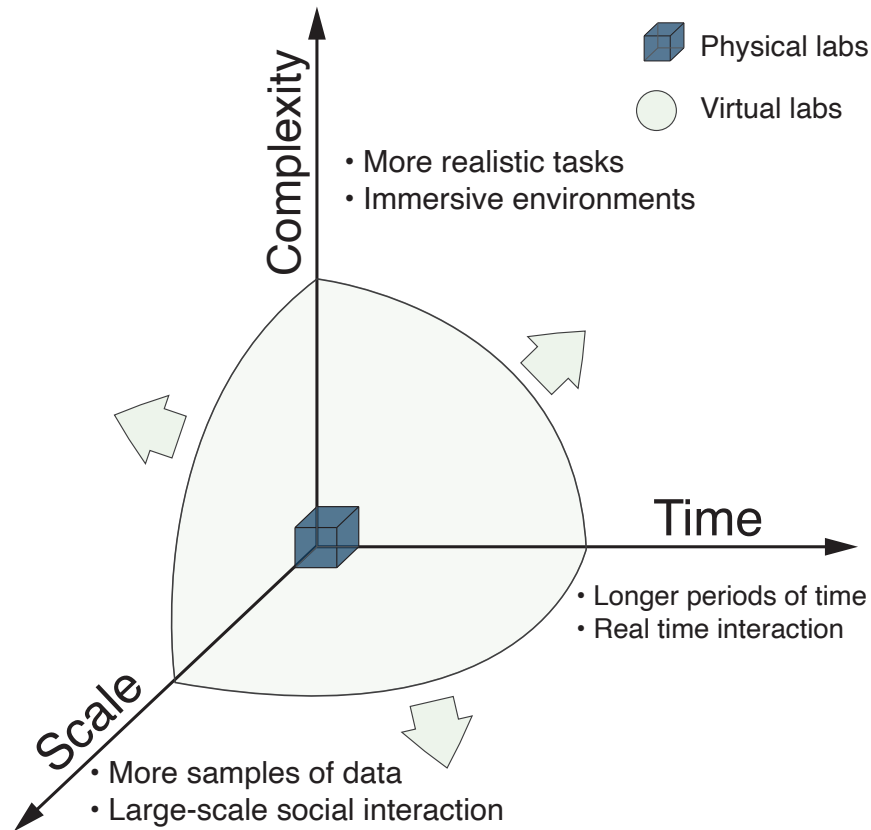 Physical labs
Virtual labs
Complexity
• More realistic tasks
• Immersive environments
Time
• Longer periods of time
• Real time interaction
Scale
• More samples of data
• Large-scale social interaction